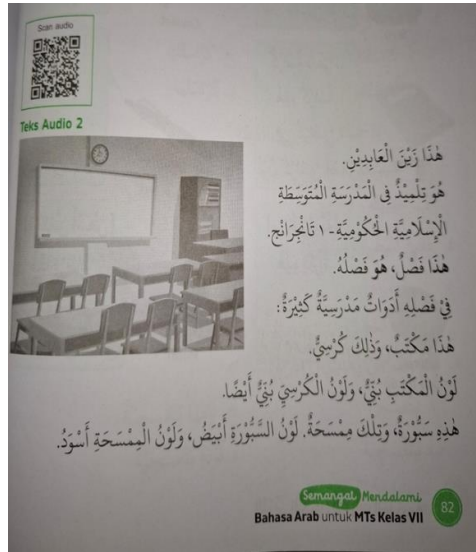 Scan audio
Teks Audio 2
هٰذَا زَيْنَ الْعَابِدِيْنِ.
هُوَ تِلْمِيْذٌ فِى الْمَدْرَسَةِ الْمُتَوَسِّطَةِ
الْإِسْلَامِيَّةِ الْحُكُوْمِيَّةِ - ١ تَانْجِرَانْج.
هٰذَا فَصْلٌ، هُوَ فَصْلُهُ.
فِيْ فَصْلِهِ أَدَوَاتٌ مَدْرَسِيَّةٌ كَثِيْرَةٌ:
هٰذَا مَكْتَبٌ، وَذٰلِكَ كُرْسِيٌّ.
لَوْنُ الْمَكْتَبِ بُنِّيٌّ، وَلَوْنُ الْكُرْسِيِّ بُنِّيٌّ أَيْضًا.
هٰذِهِ سَبُّوْرَةٌ، وَتِلْكَ مِمْسَحَةٌ. لَوْنُ السَّبُّوْرَةِ أَبْيَضُ، وَلَوْنُ الْمِمْسَحَةِ أَسْوَدُ.
Semangat Mendalami
Bahasa Arab untuk MTs Kelas VII
82